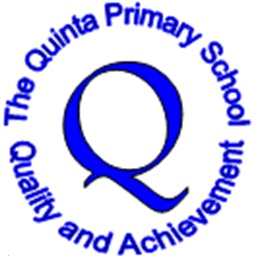 The Quinta Primary School
Q
Quality and Achievement